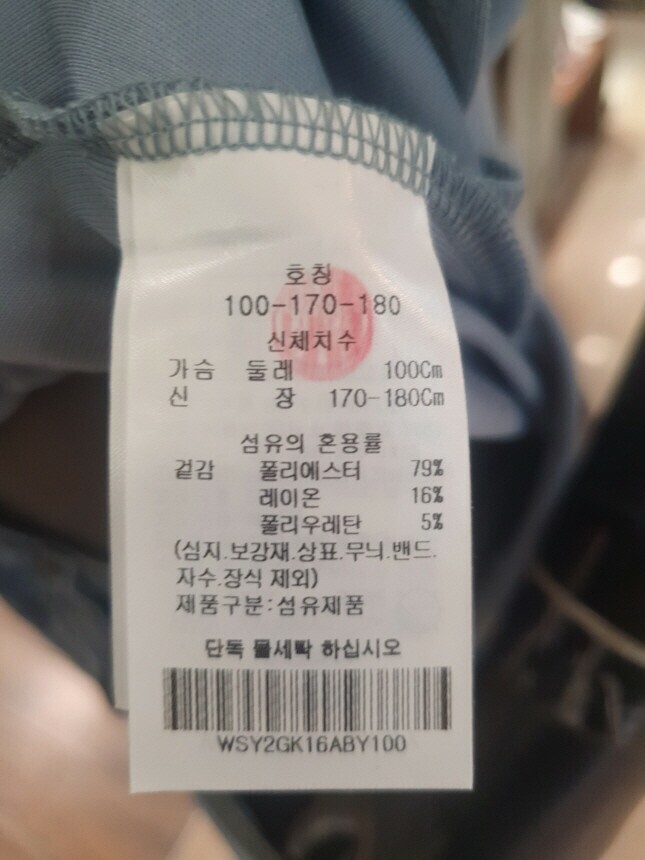 호칭
100-170-180
신체치수
가슴 둘레 100Cm
신 장 170-180Cm
섬유의 혼용률
겉감 폴리에스터 79%
레이온 16%
폴리우레탄 5%
(심지.보강재.상표.무늬.밴드.
자수.장식 제외)
제품구분:섬유제품
단독 물세탁 하십시오
WSY2GK16ABY100